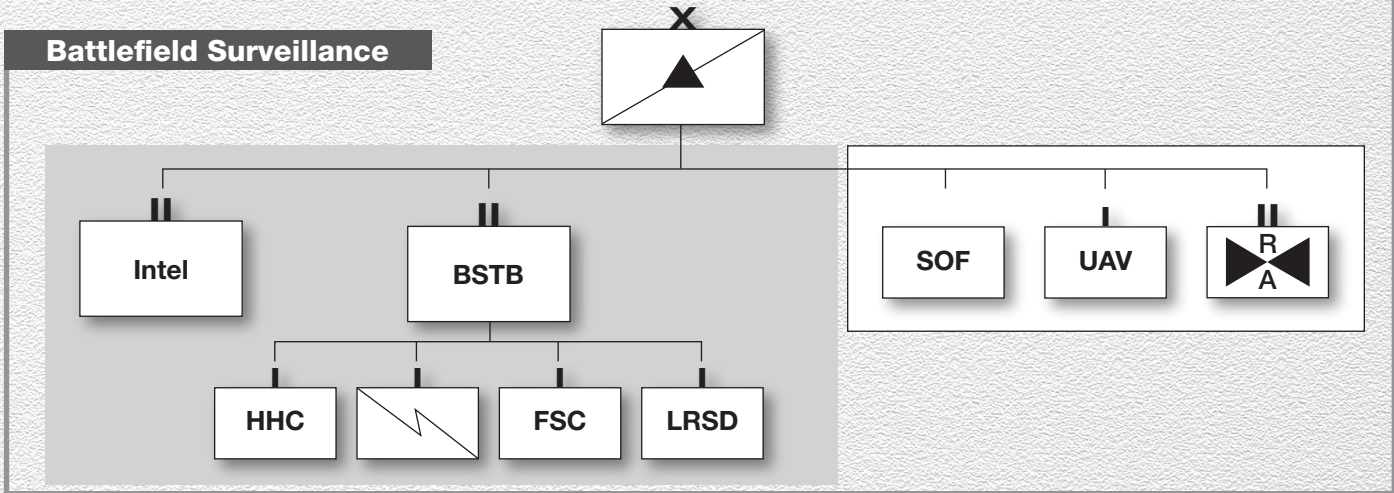 X
Battlefield Surveillance
II
Intel
II
BSTB
SOF
I
UAV
II
R
A
I
HHC
I
I
FSC
I
LRSD